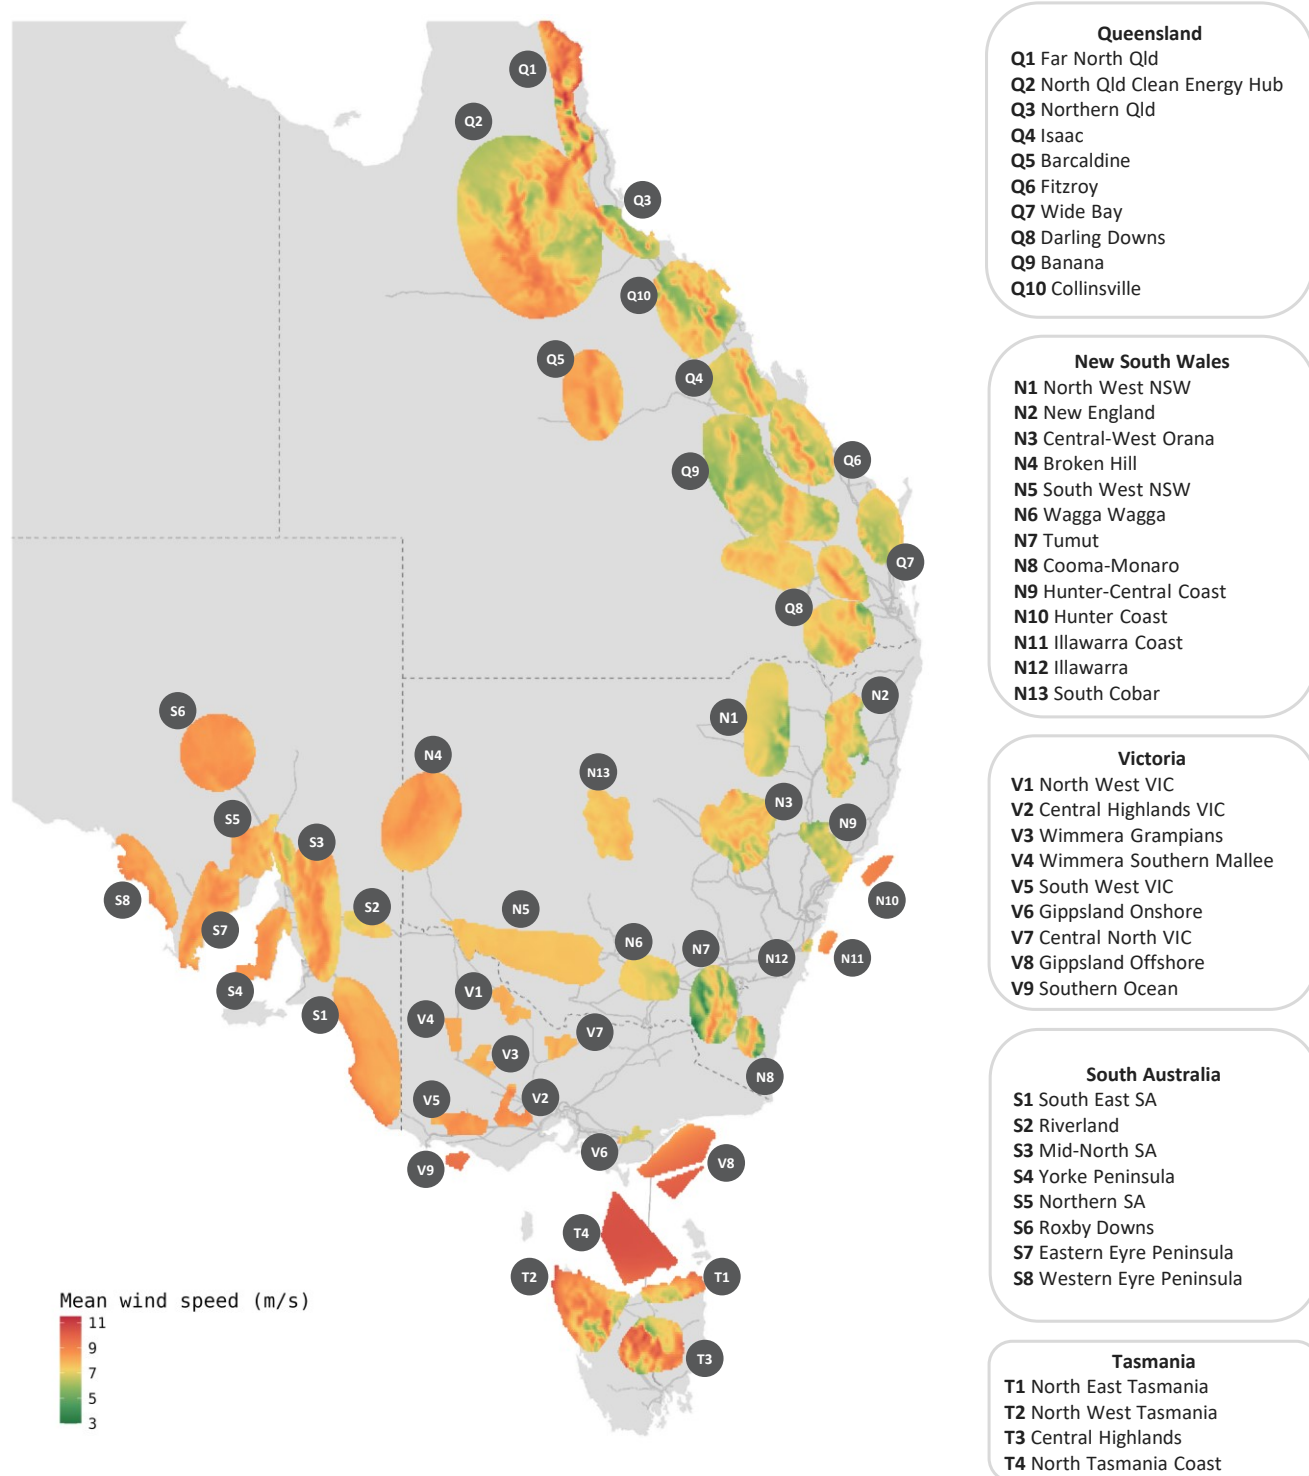 Q1
Q2
Q3
Q10
Q5
Q4
Q6
Q9
Q7
Q8
N2
S6
N1
N4
N13
N3
S5
N9
S3
S8
N10
S2
N5
S7
N6
N7
N12
N11
S4
V1
S1
V4
V7
V3
N8
V5
V2
V6
V8
V9
T4
T2
T1
T3
Mean wind speed (m/s)
11
9
7
5
3
Queensland
Q1 Far North Qld
Q2 North Qld Clean Energy Hub
Q3 Northern Qld
Q4 Isaac
Q5 Barcaldine
Q6 Fitzroy
Q7 Wide Bay
Q8 Darling Downs
Q9 Banana
Q10 Collinsville
New South Wales
N1 North West NSW
N2 New England
N3 Central-West Orana
N4 Broken Hill
N5 South West NSW
N6 Wagga Wagga
N7 Tumut
N8 Cooma-Monaro
N9 Hunter-Central Coast
N10 Hunter Coast
N11 Illawarra Coast
N12 Illawarra
N13 South Cobar
Victoria
V1 North West VIC
V2 Central Highlands VIC
V3 Wimmera Grampians
V4 Wimmera Southern Mallee
V5 South West VIC
V6 Gippsland Onshore
V7 Central North VIC
V8 Gippsland Offshore
V9 Southern Ocean
South Australia
S1 South East SA
S2 Riverland
S3 Mid-North SA
S4 Yorke Peninsula
S5 Northern SA
S6 Roxby Downs
S7 Eastern Eyre Peninsula
S8 Western Eyre Peninsula
Tasmania
T1 North East Tasmania
T2 North West Tasmania
T3 Central Highlands
T4 North Tasmania Coast